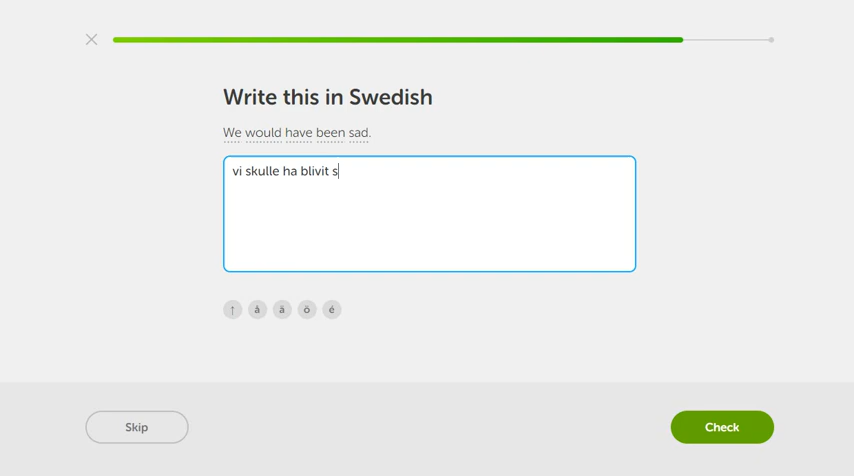 Write this in Swedish
We would have been sad.
vi skulle ha blivit s
↑ å ä ö é
Skip
Check